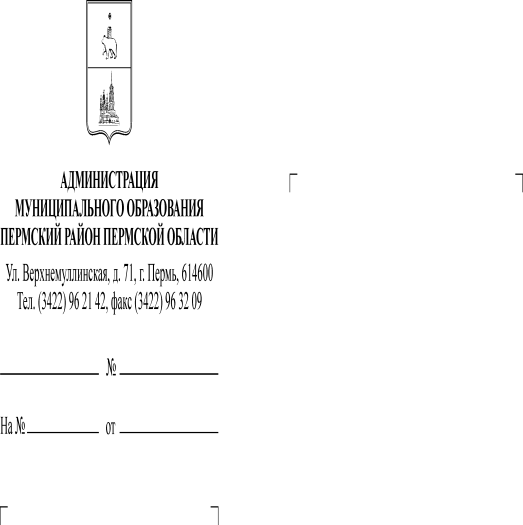 АДМИНИСТРАЦИЯ
МУНИЦИПАЛЬНОГО ОБРАЗОВАНИЯ
ПЕРМСКИЙ РАЙОН ПЕРМСКОЙ ОБЛАСТИ
Ул. Верхнемуллинская, д. 71, г. Пермь, 614600
Тел. (3422) 96 21 42, факс (3422) 96 32 09
№
На № от